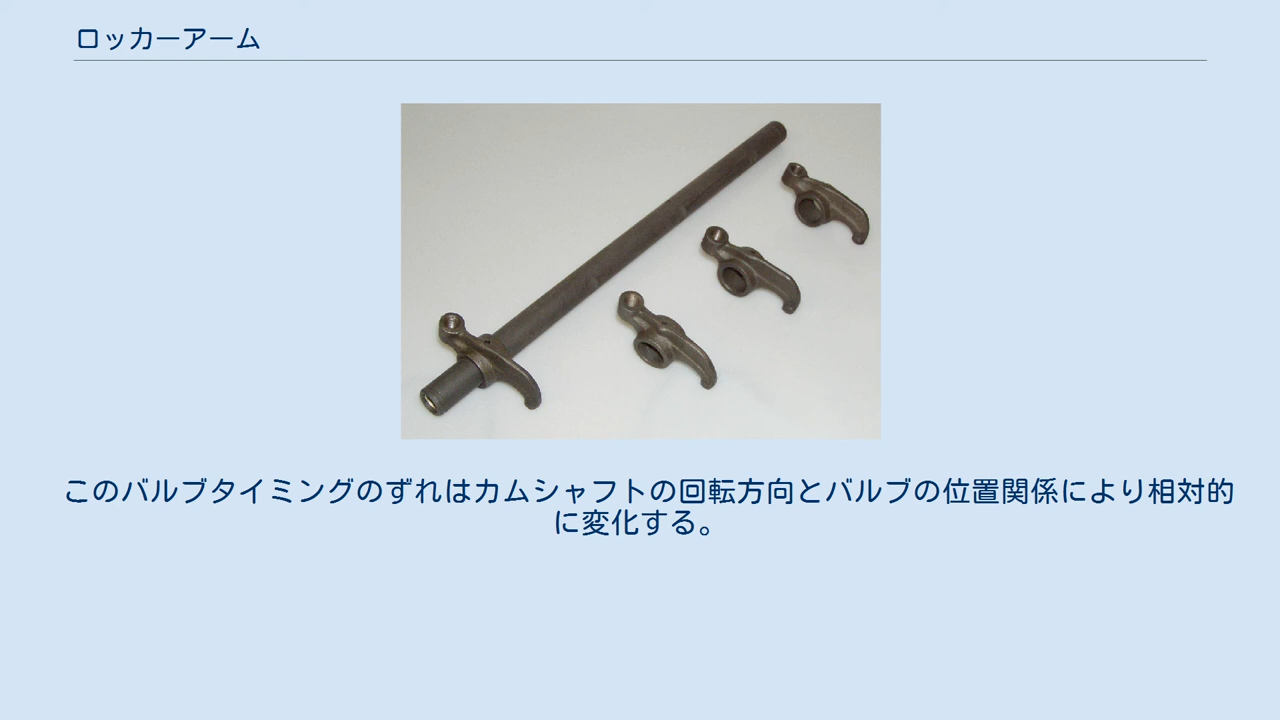 ロッカーアーム
このバルブタイミングのずれはカムシャフトの回転方向とバルブの位置関係により相対的
に変化する。